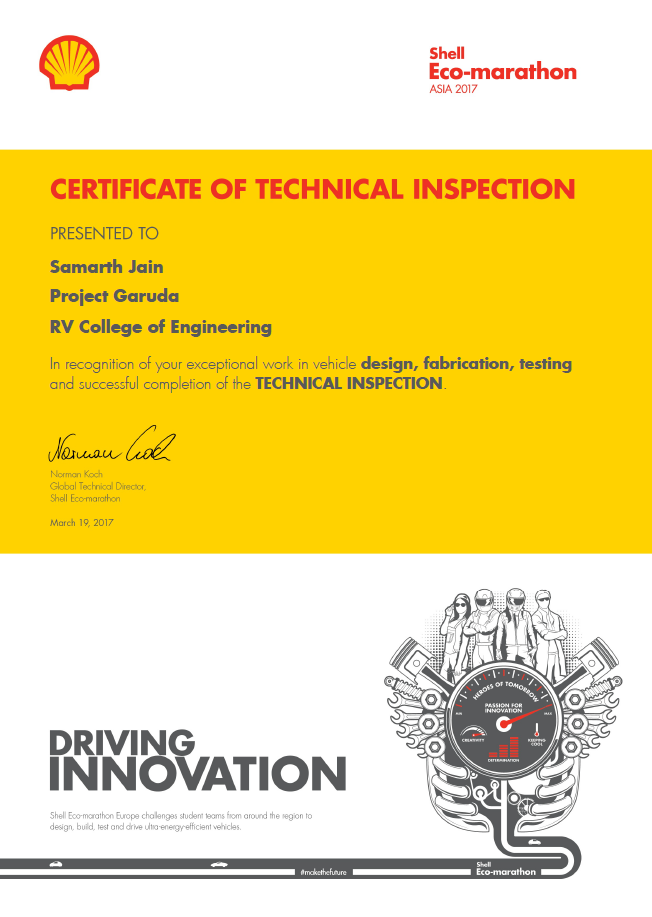 Shell
Eco-marathon
ASIA 2017
CERTIFICATE OF TECHNICAL INSPECTION
PRESENTED TO
Samarth Jain
Project Garuda
RV College of Engineering
In recognition of your exceptional work in vehicle design, fabrication, testing
and successful completion of the TECHNICAL INSPECTION.
Norman Koch
Norman Koch
Global Technical Director,
Shell Eco-marathon
March 19, 2017
HEROES OF TOMORROW
PASSION FOR
INNOVATION
MIN
MAX
CREATIVITY
KEEPING
COOL
DETERMINATION
DRIVING
INNOVATION
Shell Eco-marathon Europe challenges student teams from around the region to
design, build, test and drive ultra-energy-efficient vehicles.
#makethefuture
Shell
Eco-marathon